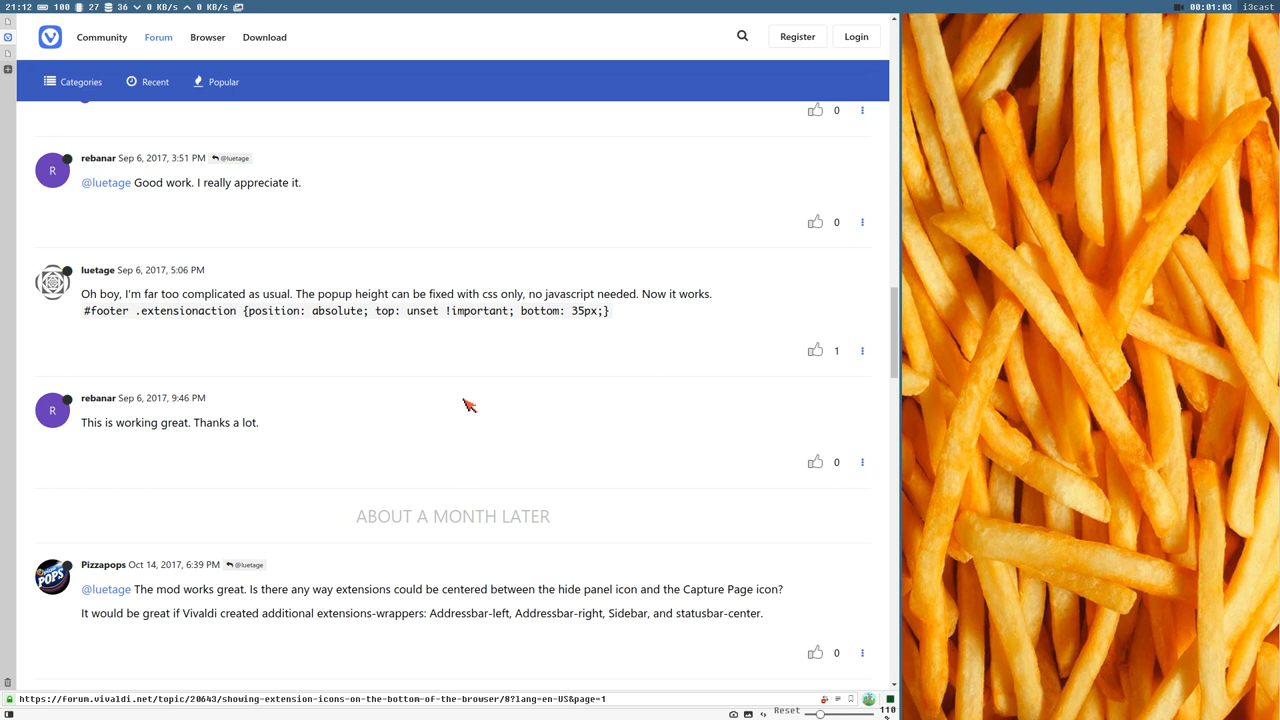 21:12 100 27 36 0 KB/s 0 KB/s 00:01:03 i3cast
Community Forum Browser Download Register Login
Categories Recent Popular
0
rebanar Sep 6, 2017, 3:51 PM @luetage
R
@luetage Good work. I really appreciate it.
0
luetage Sep 6, 2017, 5:06 PM
Oh boy, I'm far too complicated as usual. The popup height can be fixed with css only, no javascript needed. Now it works.
#footer .extensionaction {position: absolute; top: unset !important; bottom: 35px;}
1
rebanar Sep 6, 2017, 9:46 PM
R
This is working great. Thanks a lot.
0
ABOUT A MONTH LATER
Pizzapops Oct 14, 2017, 6:39 PM @luetage
POPS
@luetage The mod works great. Is there any way extensions could be centered between the hide panel icon and the Capture Page icon?
It would be great if Vivaldi created additional extensions-wrappers: Addressbar-left, Addressbar-right, Sidebar, and statusbar-center.
0
https://forum.vivaldi.net/topic/20643/showing-extension-icons-on-the-bottom-of-the-browser/8?lang=en-US&page=1
Reset 110 %